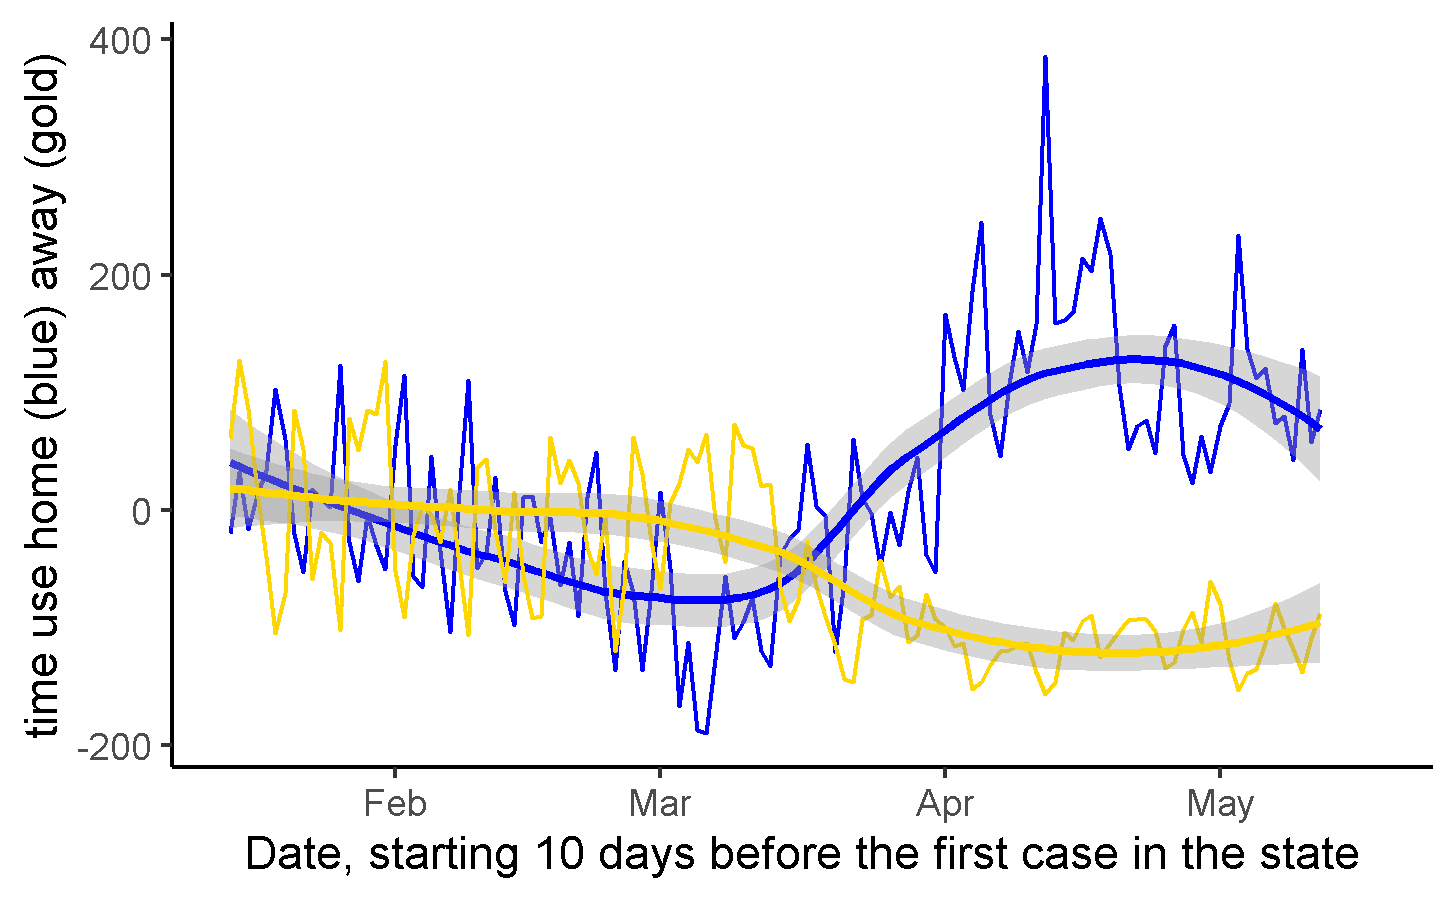 time use home (blue) away (gold)
400
200
0
-200
Feb
Mar
Apr
May
Date, starting 10 days before the first case in the state